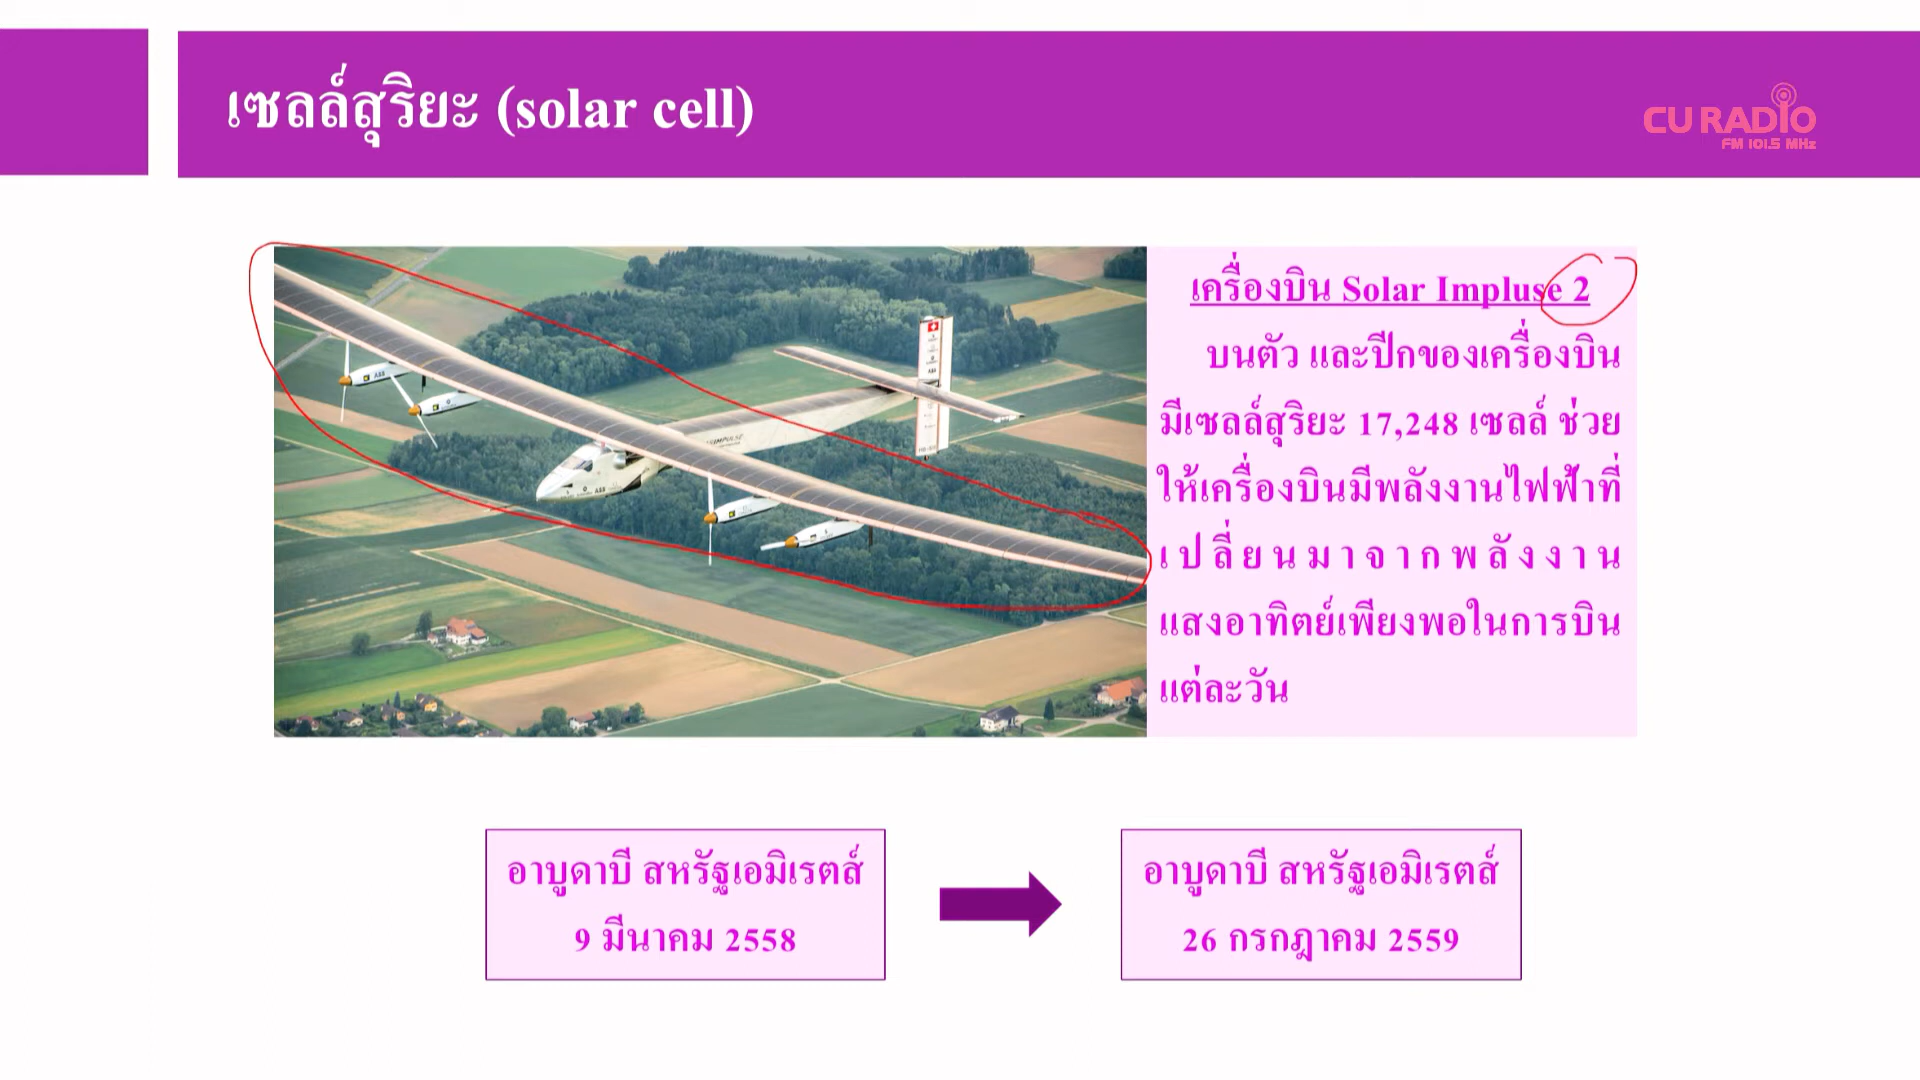 เซลล์สุริยะ (solar cell)
CU RADIO
FM 101.5 MHz
เครื่องบิน Solar Impluse 2
บนตัว และปีกของเครื่องบิน
มีเซลล์สุริยะ 17,248 เซลล์ ช่วย
ให้เครื่องบินมีพลังงานไฟฟ้าที่
เปลี่ยนมาจากพลังงาน
แสงอาทิตย์เพียงพอในการบิน
แต่ละวัน
อาบูดาบี สหรัฐเอมิเรตส์
9 มีนาคม 2558
อาบูดาบี สหรัฐเอมิเรตส์
26 กรกฎาคม 2559